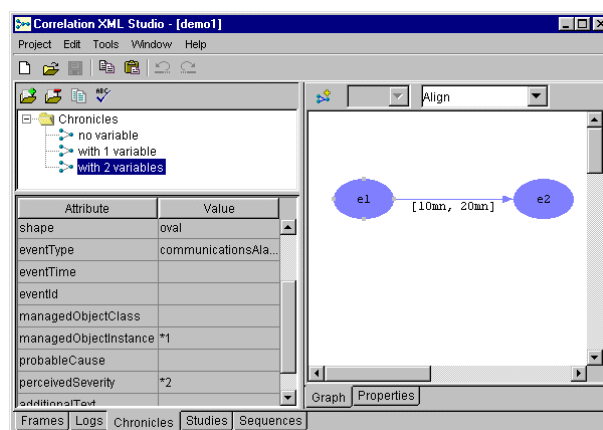 Correlation XML Studio - [demo1]
Project Edit Tools Window Help
ABC
Align
Chronicles
no variable
with 1 variable
with 2 variables
Attribute Value
shape oval
eventType communicationsAla...
eventTime
eventId
managedObjectClass
managedObjectInstance *1
probableCause
perceivedSeverity *2
additionalText
e1 [10mn, 20mn] e2
Graph Properties
Frames Logs Chronicles Studies Sequences